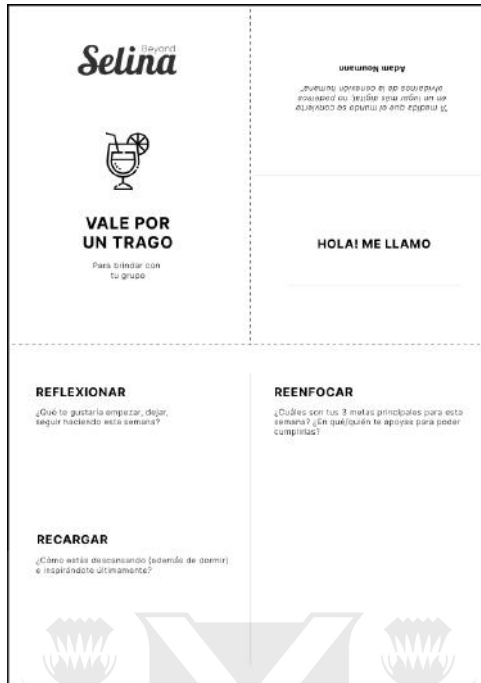 Beyond
Selina
VALE POR
UN TRAGO
Para brindar con
tu grupo
"A medida que el mundo se convierte
en un lugar más digital, no podemos
olvidarnos de la conexión humana"
Adam Neumann
HOLA! ME LLAMO
REFLEXIONAR
¿Qué te gustaría empezar, dejar,
seguir haciendo esta semana?
REENFOCAR
¿Cuáles son tus 3 metas principales para esta
semana? ¿En qué/quién te apoyas para poder
cumplirlas?
RECARGAR
¿Cómo estás descansando (además de dormir)
e inspirándote últimamente?